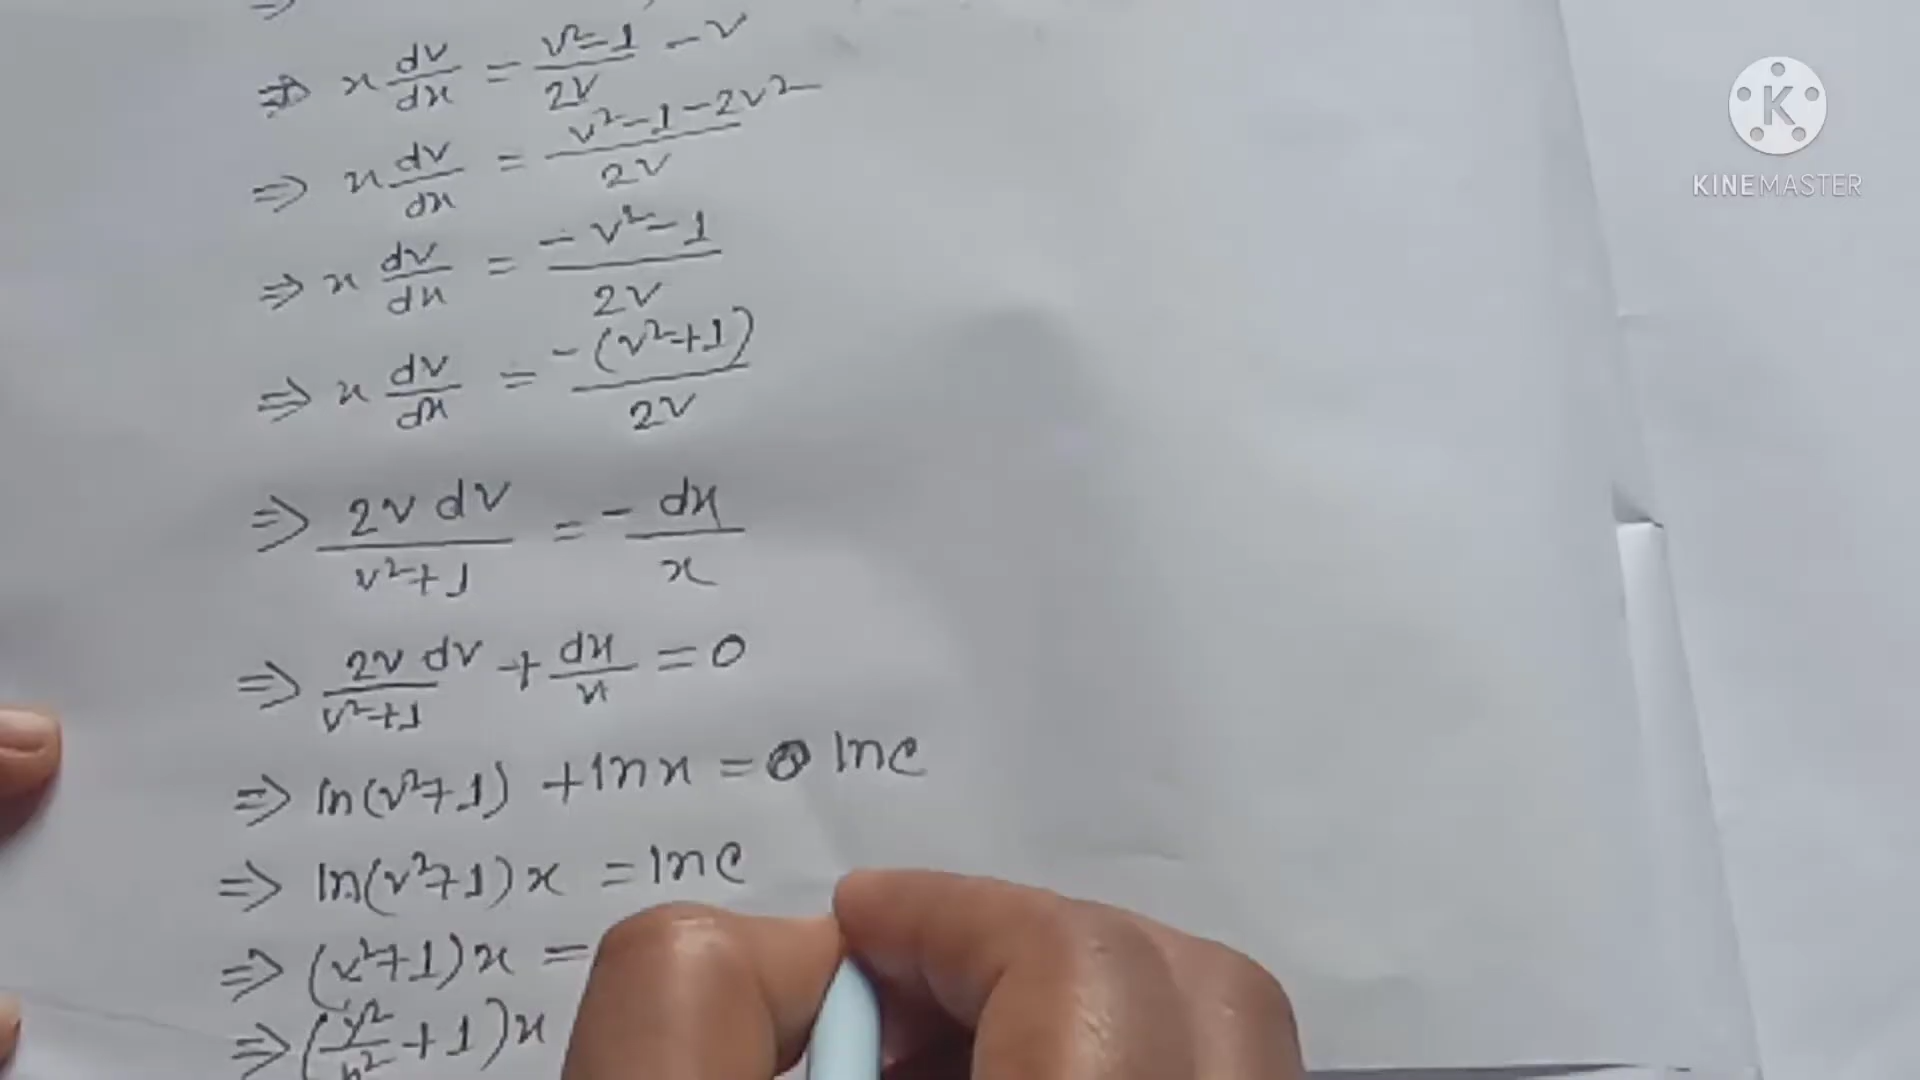 ⇒ x dv/dx = (v²-1)/2v - v
⇒ x dv/dx = (v²-1-2v²)/2v
⇒ x dv/dx = (-v²-1)/2v
⇒ x dv/dx = -(v²+1)/2v
⇒ 2v dv/(v²+1) = - dx/x
⇒ 2v/(v²+1) dv + dx/x = 0
⇒ ln(v²+1) + ln x = ln c
⇒ ln(v²+1)x = ln c
⇒ (v²+1)x =
⇒ (y²/x² + 1)x
K
KINEMASTER